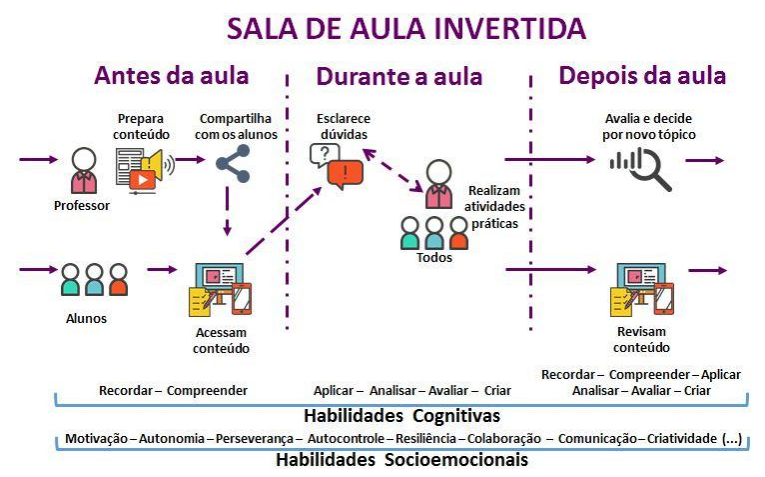 SALA DE AULA INVERTIDA
Antes da aula
Durante a aula
Depois da aula
Prepara
conteúdo
Compartilha
com os alunos
Esclarece
dúvidas
Avalia e decide
por novo tópico
Professor
Realizam
atividades
práticas
Todos
Alunos
Acessam
conteúdo
Revisam
conteúdo
Recordar – Compreender
Aplicar – Analisar – Avaliar – Criar
Recordar – Compreender – Aplicar
Analisar – Avaliar – Criar
Habilidades Cognitivas
Motivação – Autonomia – Perseverança – Autocontrole – Resiliência – Colaboração – Comunicação – Criatividade (...)
Habilidades Socioemocionais